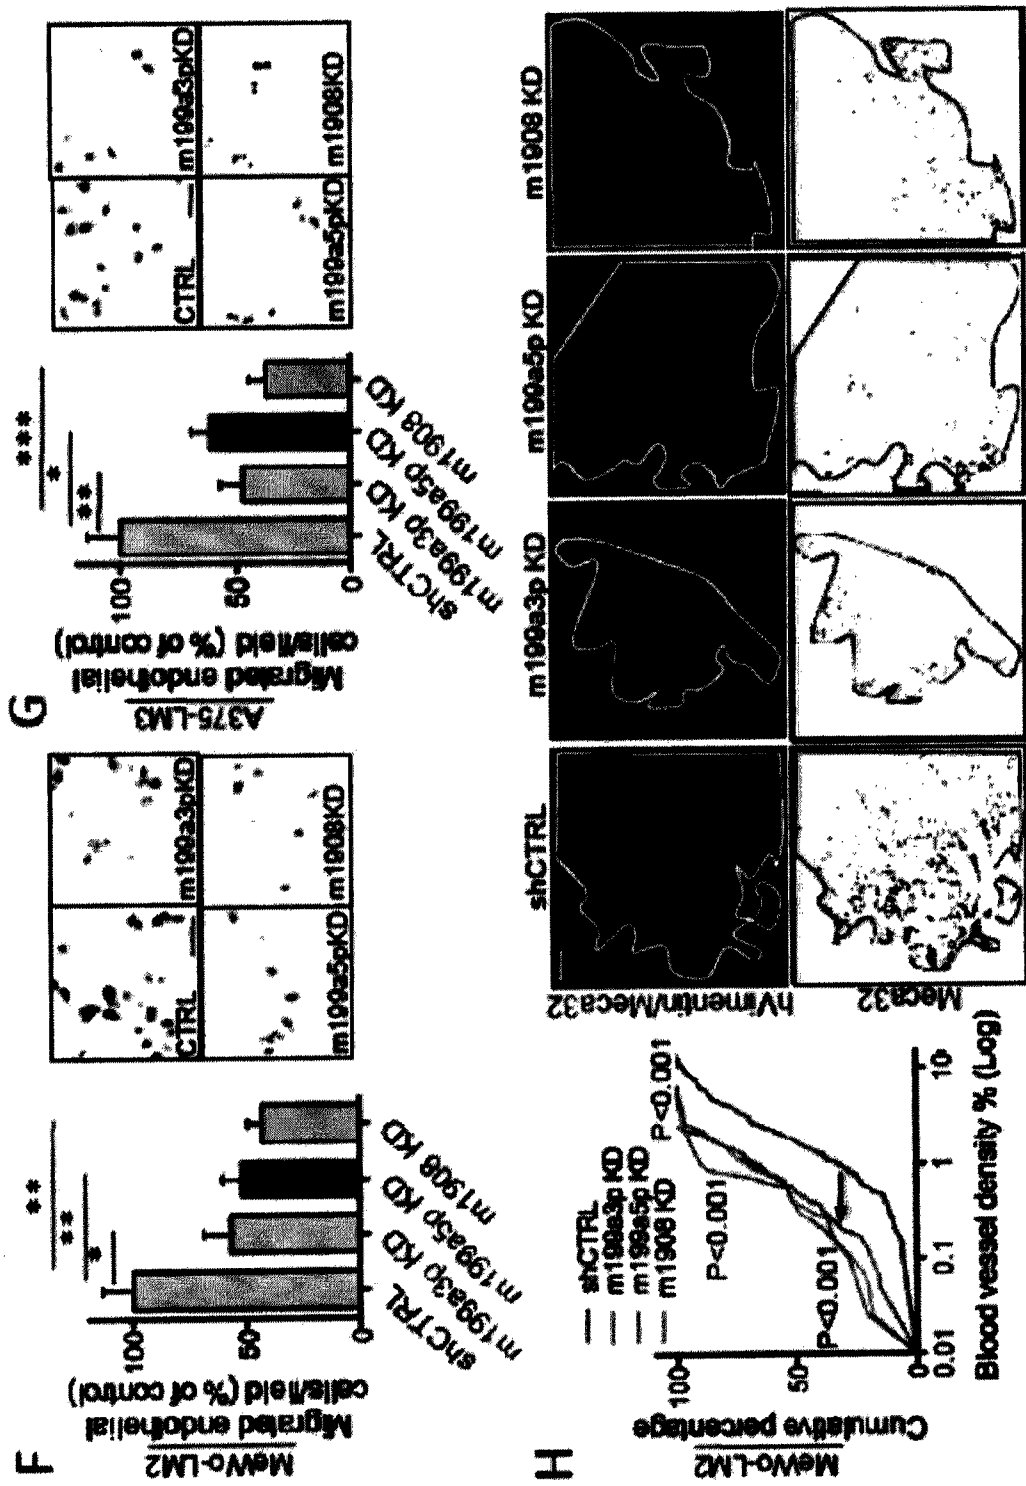 F
MeWo-LM2
Migrated endothelial
cells/field (% of control)
100
50
0
**
**
*
shCTRL
m199a3p KD
m199a5p KD
m1908 KD
CTRL
m199a3pKD
m199a5pKD
m1908KD
G
A375-LM3
Migrated endothelial
cells/field (% of control)
100
50
0
***
*
**
shCTRL
m199a3p KD
m199a5p KD
m1908 KD
CTRL
m199a3pKD
m199a5pKD
m1908KD
H
MeWo-LM2
Cumulative percentage
100
50
0
shCTRL
m199a3p KD
m199a5p KD
m1908 KD
P<0.001
P<0.001
P<0.001
0.01
0.1
1
10
Blood vessel density % (Log)
shCTRL
m199a3p KD
m199a5p KD
m1908 KD
hVimentin/Meca32
Meca32